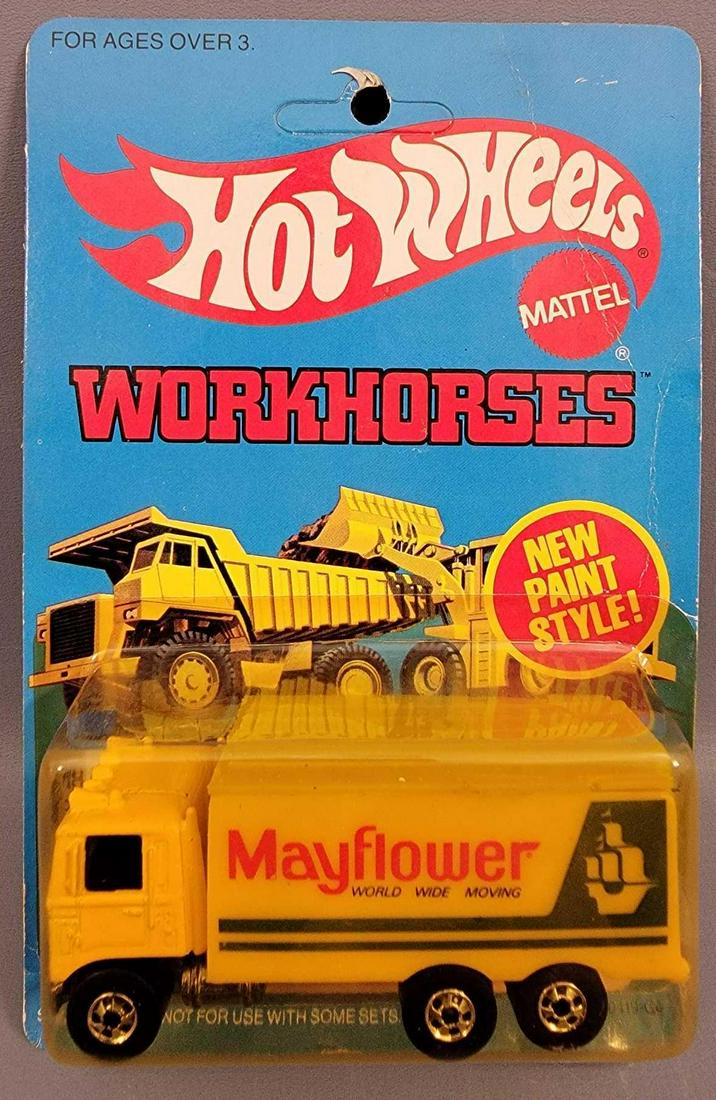 FOR AGES OVER 3.
HOT WHEELS®
MATTEL
®
WORKHORSES™
NEW
PAINT
STYLE!
Mayflower
WORLD WIDE MOVING
NOT FOR USE WITH SOME SETS